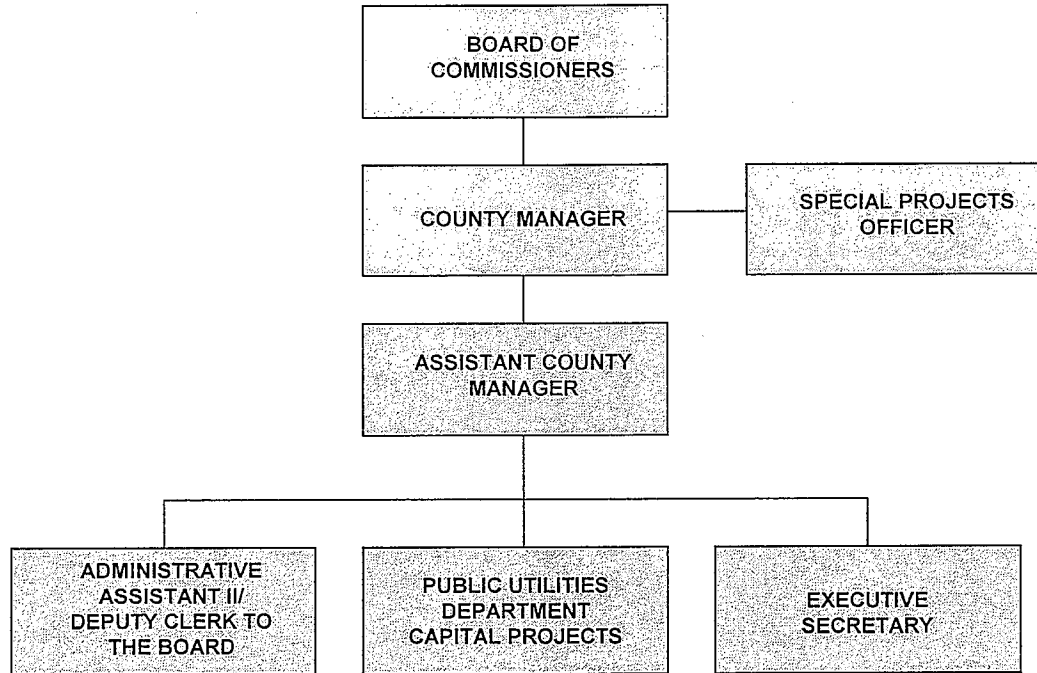 BOARD OF
COMMISSIONERS
COUNTY MANAGER
SPECIAL PROJECTS
OFFICER
ASSISTANT COUNTY
MANAGER
ADMINISTRATIVE
ASSISTANT II/
DEPUTY CLERK TO
THE BOARD
PUBLIC UTILITIES
DEPARTMENT
CAPITAL PROJECTS
EXECUTIVE
SECRETARY